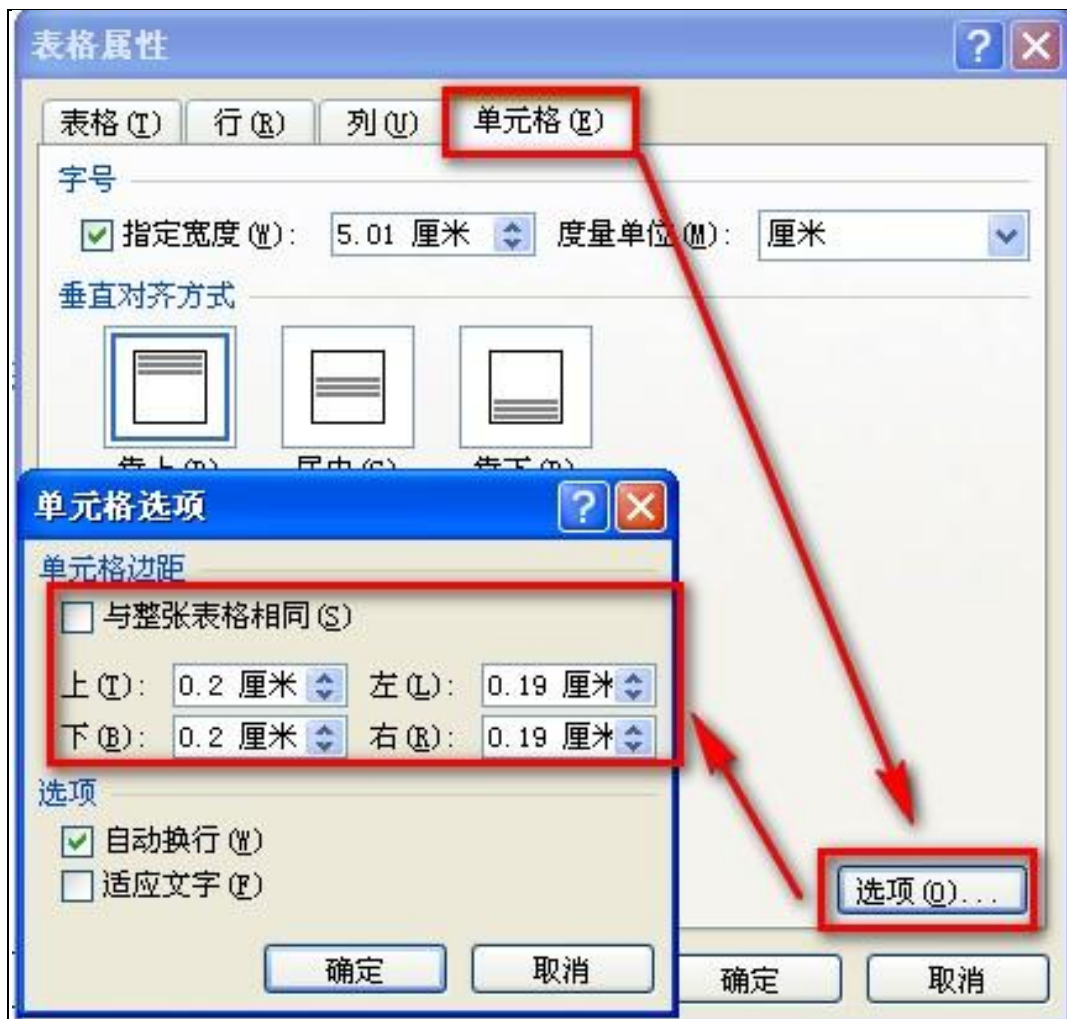 表格属性
表格(T) 行(R) 列(U) 单元格(E)
字号
指定宽度(W): 5.01 厘米 度量单位(M): 厘米
垂直对齐方式
单元格选项
单元格边距
与整张表格相同(S)
上(T): 0.2 厘米 左(L): 0.19 厘米
下(B): 0.2 厘米 右(R): 0.19 厘米
选项
自动换行(W)
适应文字(F)
选项(O)...
确定 取消
确定 取消